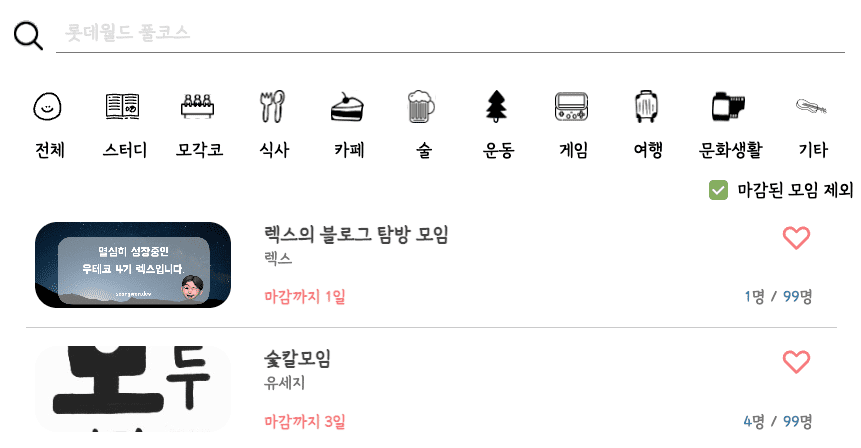 롯데월드 풀코스
전체 스터디 모각코 식사 카페 술 운동 게임 여행 문화생활 기타
마감된 모임 제외
열심히 성장중인
우테코 4기 렉스입니다.
렉스의 블로그 탐방 모임
렉스
마감까지 1일
1명 / 99명
모두
숯칼모임
유세지
마감까지 3일
4명 / 99명